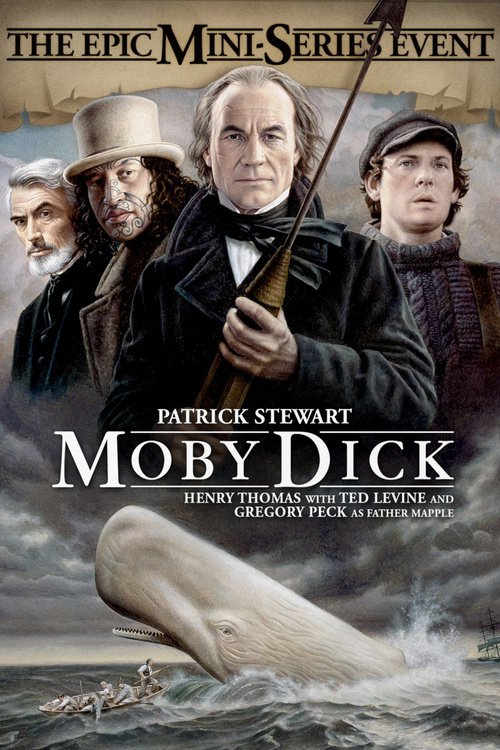 THE EPIC MINI-SERIES EVENT
PATRICK STEWART
MOBY DICK
HENRY THOMAS WITH TED LEVINE AND
GREGORY PECK AS FATHER MAPPLE